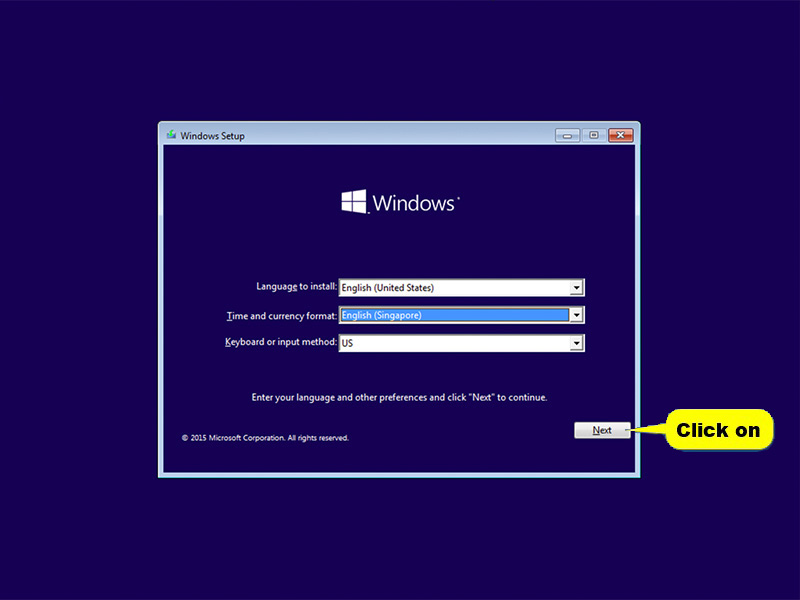 Windows Setup
Windows
Language to install: English (United States)
Time and currency format: English (Singapore)
Keyboard or input method: US
Enter your language and other preferences and click "Next" to continue.
Next
Click on
© 2015 Microsoft Corporation. All rights reserved.